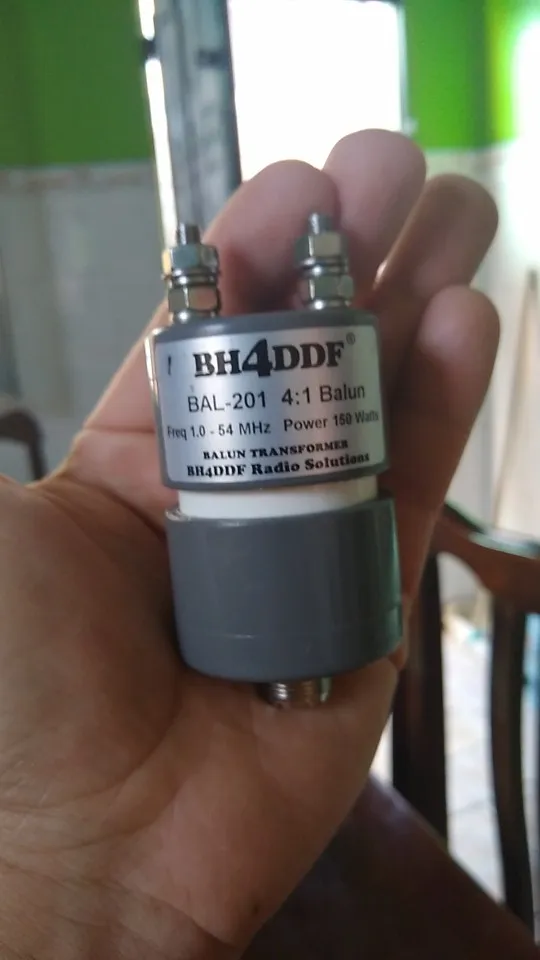 BH4DDF®
BAL-201 4:1 Balun
Freq 1.0 - 54 MHz Power 150 Watts
BALUN TRANSFORMER
BH4DDF Radio Solutions